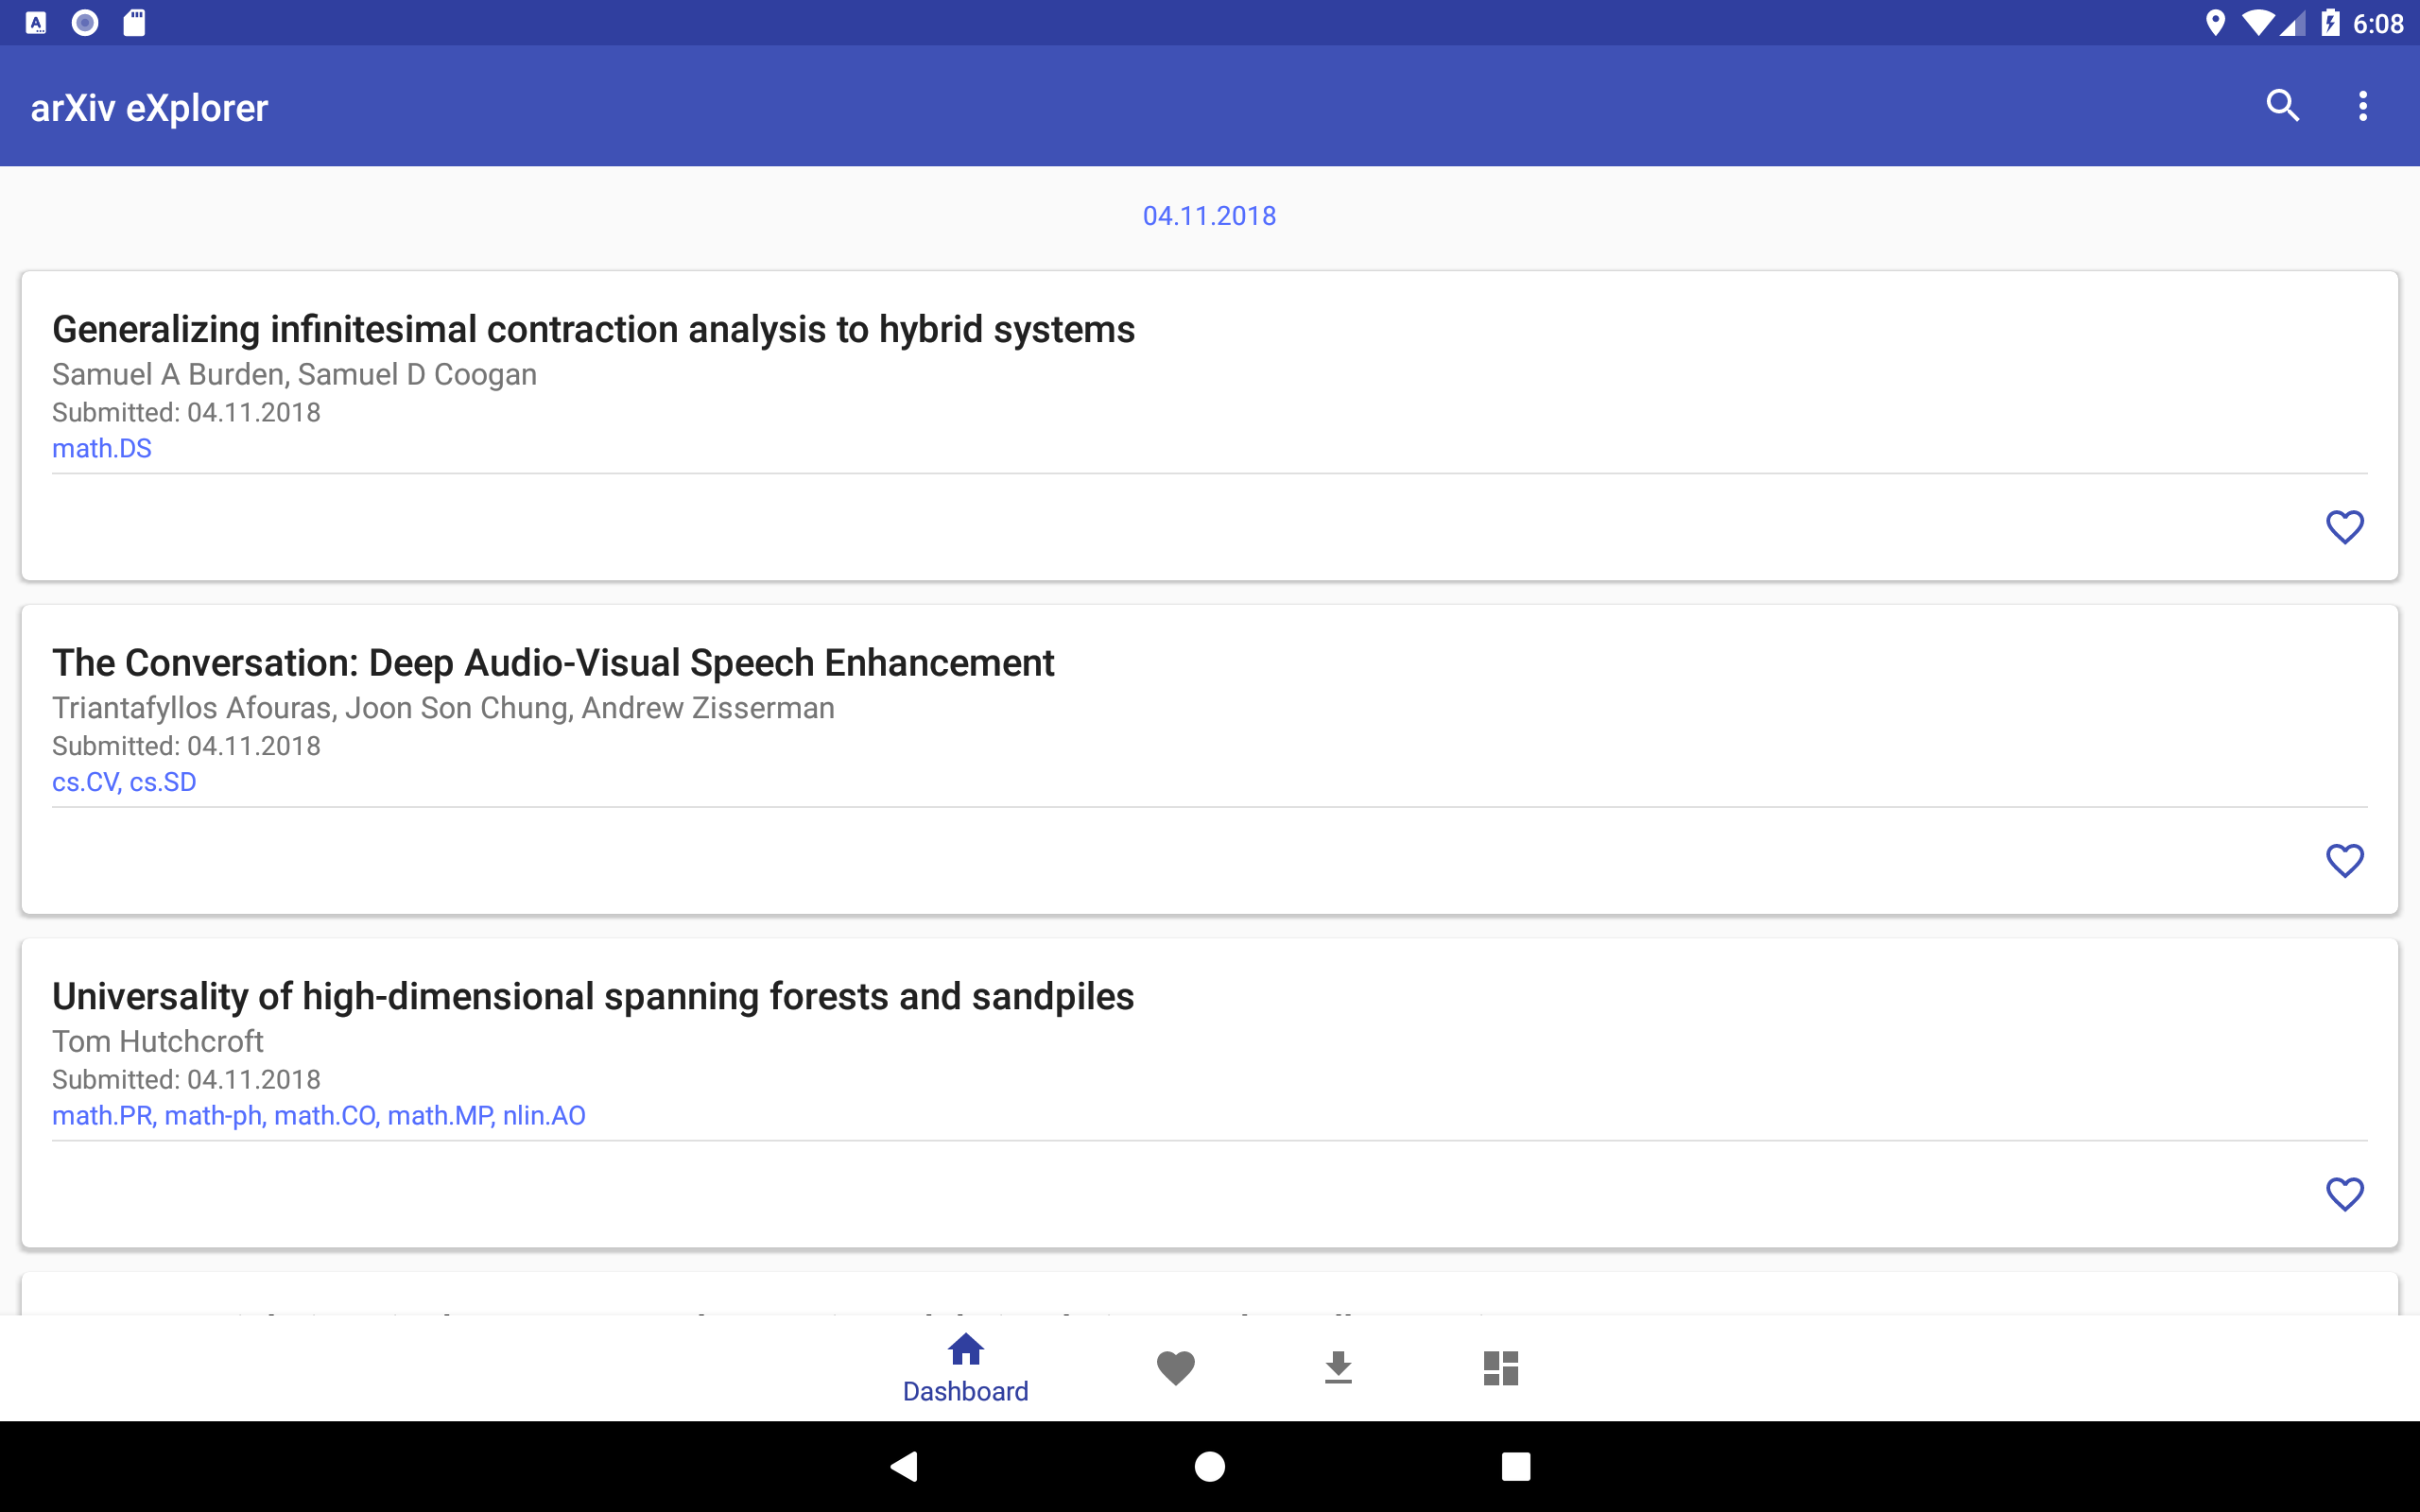 6:08
arXiv eXplorer
04.11.2018
Generalizing infinitesimal contraction analysis to hybrid systems
Samuel A Burden, Samuel D Coogan
Submitted: 04.11.2018
math.DS
The Conversation: Deep Audio-Visual Speech Enhancement
Triantafyllos Afouras, Joon Son Chung, Andrew Zisserman
Submitted: 04.11.2018
cs.CV, cs.SD
Universality of high-dimensional spanning forests and sandpiles
Tom Hutchcroft
Submitted: 04.11.2018
math.PR, math-ph, math.CO, math.MP, nlin.AO
Dashboard